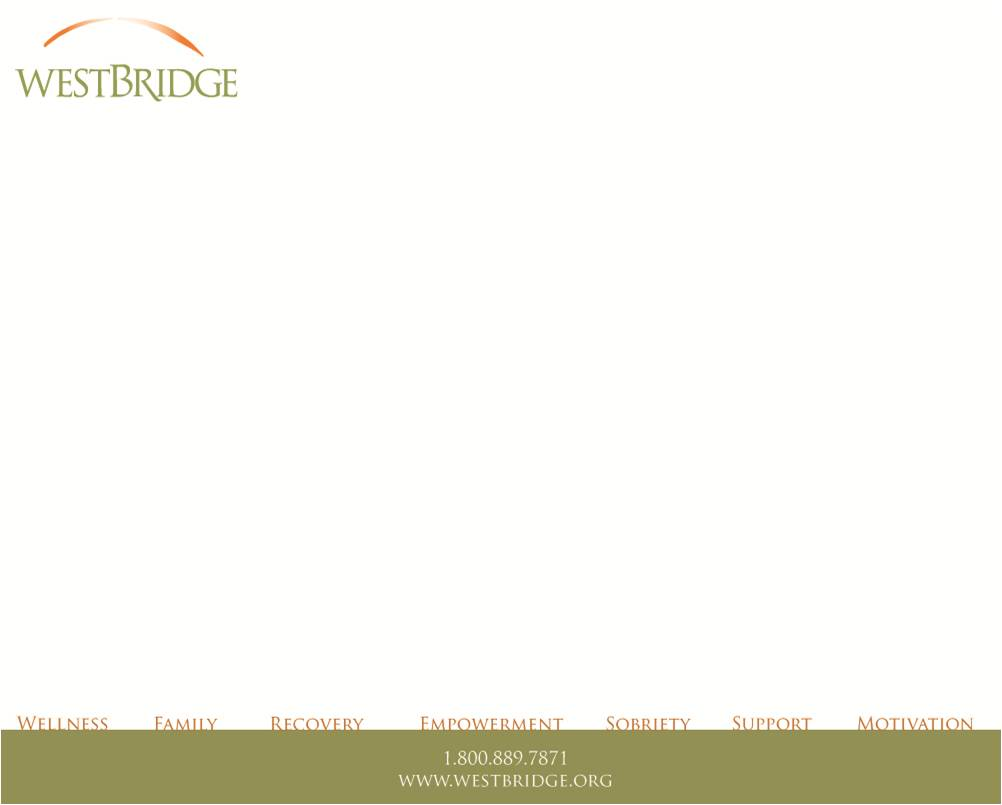 WESTBRIDGE
WELLNESS FAMILY RECOVERY EMPOWERMENT SOBRIETY SUPPORT MOTIVATION
1.800.889.7871
WWW.WESTBRIDGE.ORG